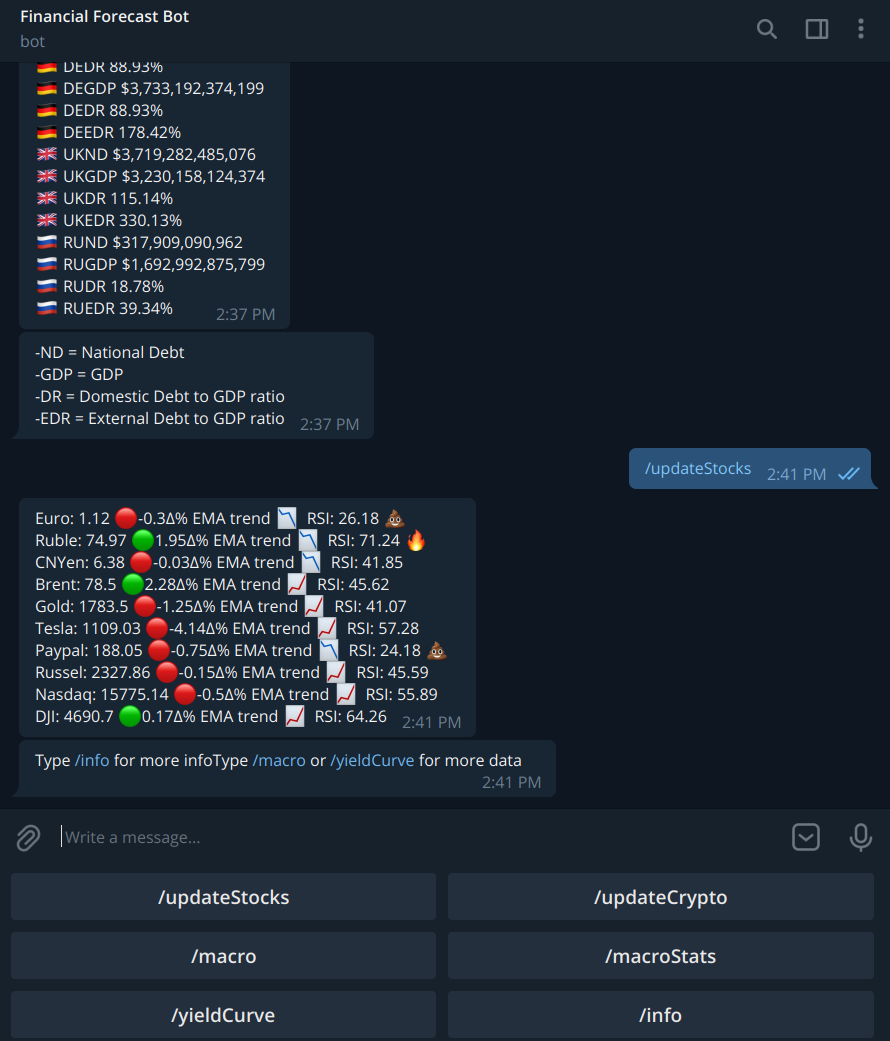 Financial Forecast Bot
bot
DEDR 88.93%
DEGDP $3,733,192,374,199
DEDR 88.93%
DEEDR 178.42%
UKND $3,719,282,485,076
UKGDP $3,230,158,124,374
UKDR 115.14%
UKEDR 330.13%
RUND $317,909,090,962
RUGDP $1,692,992,875,799
RUDR 18.78%
RUEDR 39.34%
2:37 PM
-ND = National Debt
-GDP = GDP
-DR = Domestic Debt to GDP ratio
-EDR = External Debt to GDP ratio 2:37 PM
/updateStocks 2:41 PM
Euro: 1.12 🔴-0.3Δ% EMA trend 📉 RSI: 26.18 💩
Ruble: 74.97 🟢1.95Δ% EMA trend 📉 RSI: 71.24 🔥
CNYen: 6.38 🔴-0.03Δ% EMA trend 📉 RSI: 41.85
Brent: 78.5 🟢2.28Δ% EMA trend 📈 RSI: 45.62
Gold: 1783.5 🔴-1.25Δ% EMA trend 📈 RSI: 41.07
Tesla: 1109.03 🔴-4.14Δ% EMA trend 📈 RSI: 57.28
Paypal: 188.05 🔴-0.75Δ% EMA trend 📉 RSI: 24.18 💩
Russel: 2327.86 🔴-0.15Δ% EMA trend 📈 RSI: 45.59
Nasdaq: 15775.14 🔴-0.5Δ% EMA trend 📈 RSI: 55.89
DJI: 4690.7 🟢0.17Δ% EMA trend 📈 RSI: 64.26 2:41 PM
Type /info for more infoType /macro or /yieldCurve for more data
2:41 PM
Write a message...
/updateStocks
/updateCrypto
/macro
/macroStats
/yieldCurve
/info